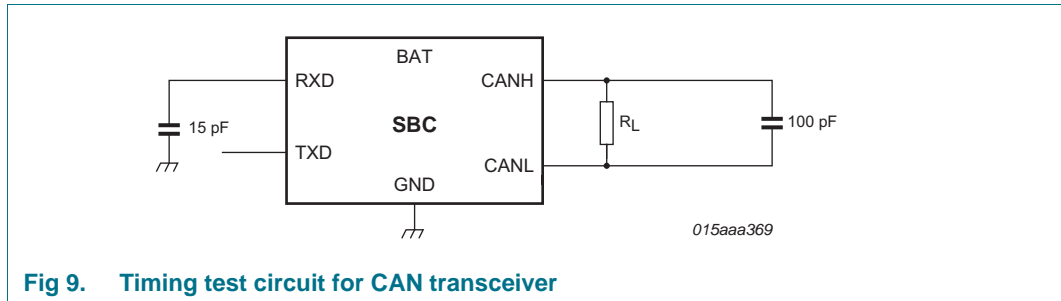 BAT
RXD
CANH
15 pF
SBC
RL
100 pF
TXD
CANL
GND
015aaa369
Fig 9. Timing test circuit for CAN transceiver